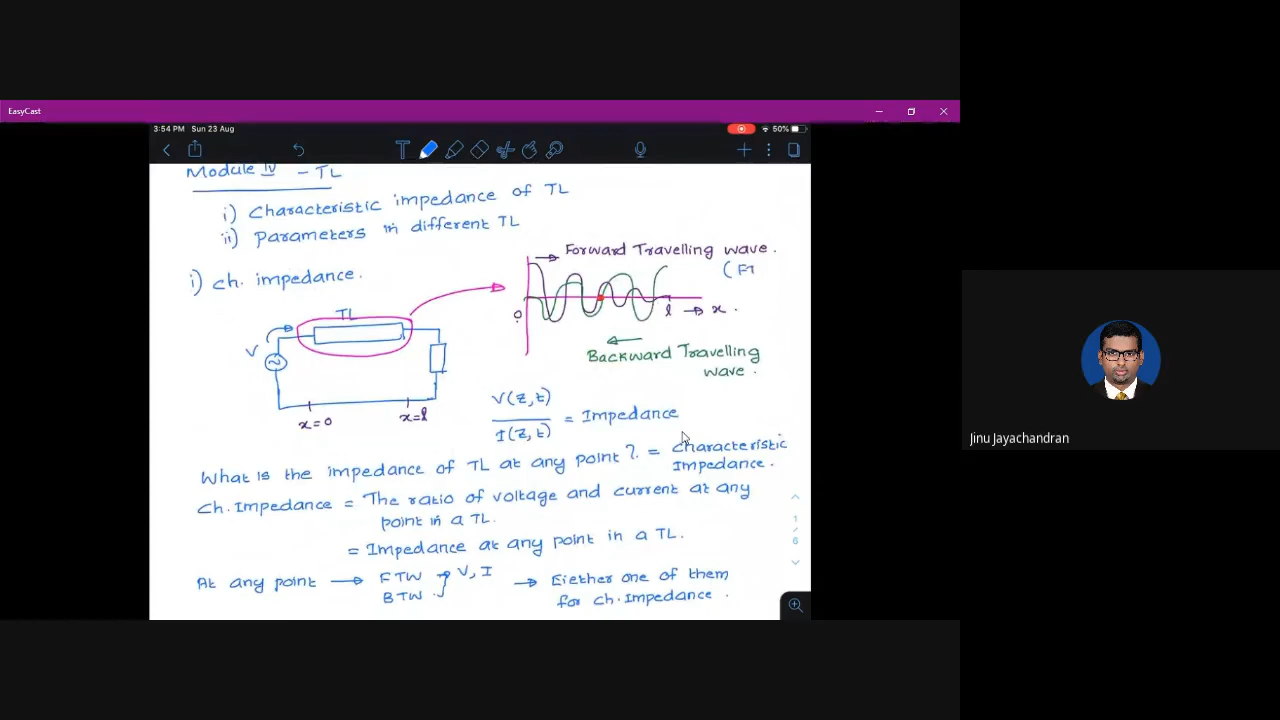 EasyCast
3:54 PM Sun 23 Aug
50%
Module IV - TL
i) Characteristic impedance of TL
ii) Parameters in different TL
i) Ch. impedance.
Forward Travelling wave.
TL
0
l → x.
V
Backward Travelling
wave.
x=0
x=l
V(z,t)
I(z,t)
= Impedance
What is the impedance of TL at any point? = Characteristic
Impedance.
Ch. Impedance = The ratio of voltage and current at any
point in a TL.
= Impedance at any point in a TL.
At any point → FTW
BTW
V, I
→ Eiether one of them
for ch. Impedance.
1
6
Jinu Jayachandran